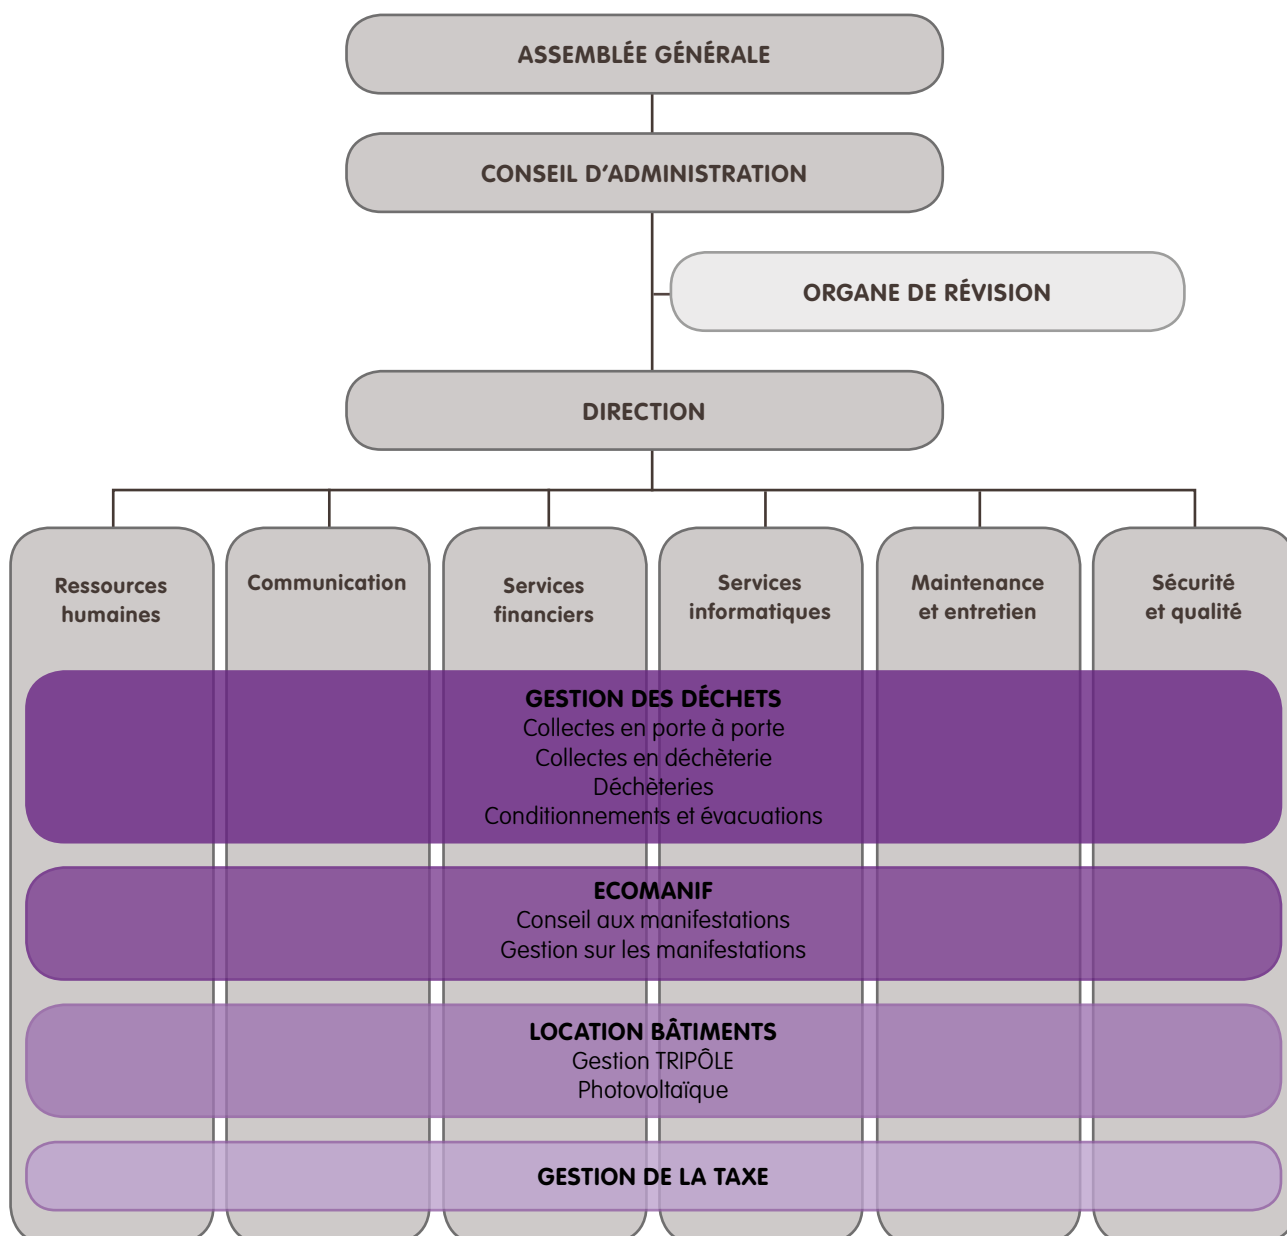 ASSEMBLÉE GÉNÉRALE
CONSEIL D’ADMINISTRATION
ORGANE DE RÉVISION
DIRECTION
Ressources
humaines
Communication
Services
financiers
Services
informatiques
Maintenance
et entretien
Sécurité
et qualité
GESTION DES DÉCHETS
Collectes en porte à porte
Collectes en déchèterie
Déchèteries
Conditionnements et évacuations
ECOMANIF
Conseil aux manifestations
Gestion sur les manifestations
LOCATION BÂTIMENTS
Gestion TRIPÔLE
Photovoltaïque
GESTION DE LA TAXE